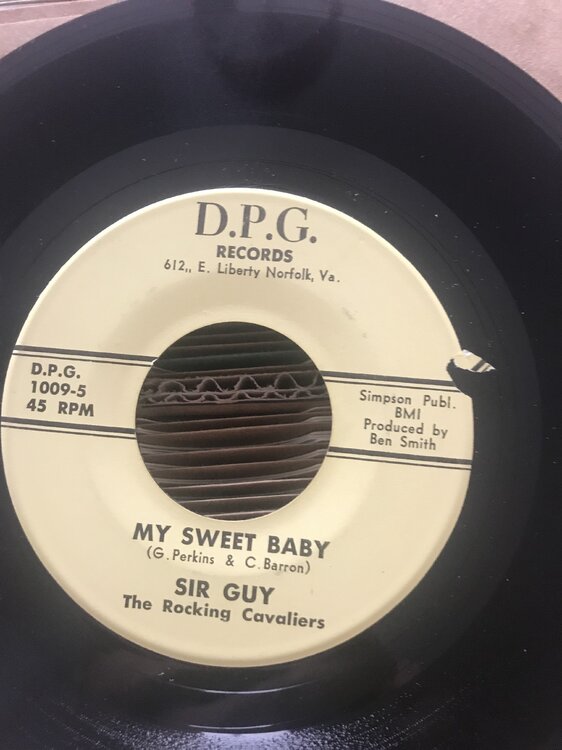 D.P.G.
RECORDS
612,, E. Liberty Norfolk, Va.
D.P.G.
1009-5
45 RPM
Simpson Publ.
BMI
Produced by
Ben Smith
MY SWEET BABY
(G. Perkins & C. Barron)
SIR GUY
The Rocking Cavaliers